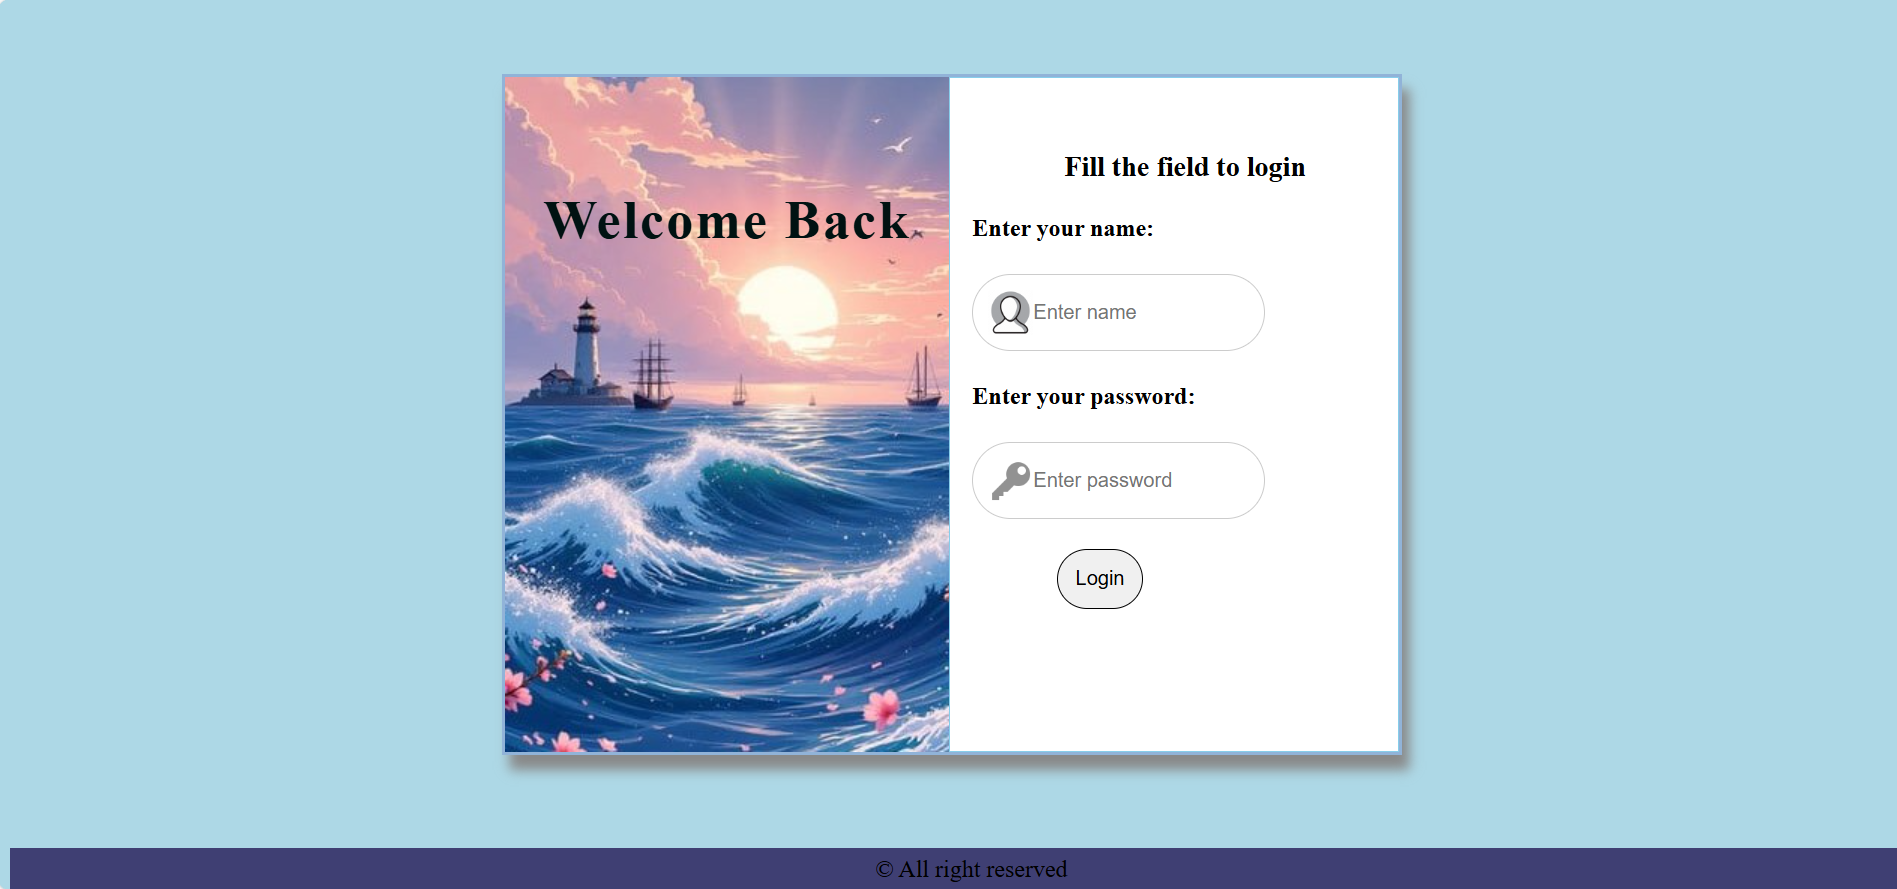 Welcome Back
Fill the field to login
Enter your name:
Enter name
Enter your password:
Enter password
Login
© All right reserved